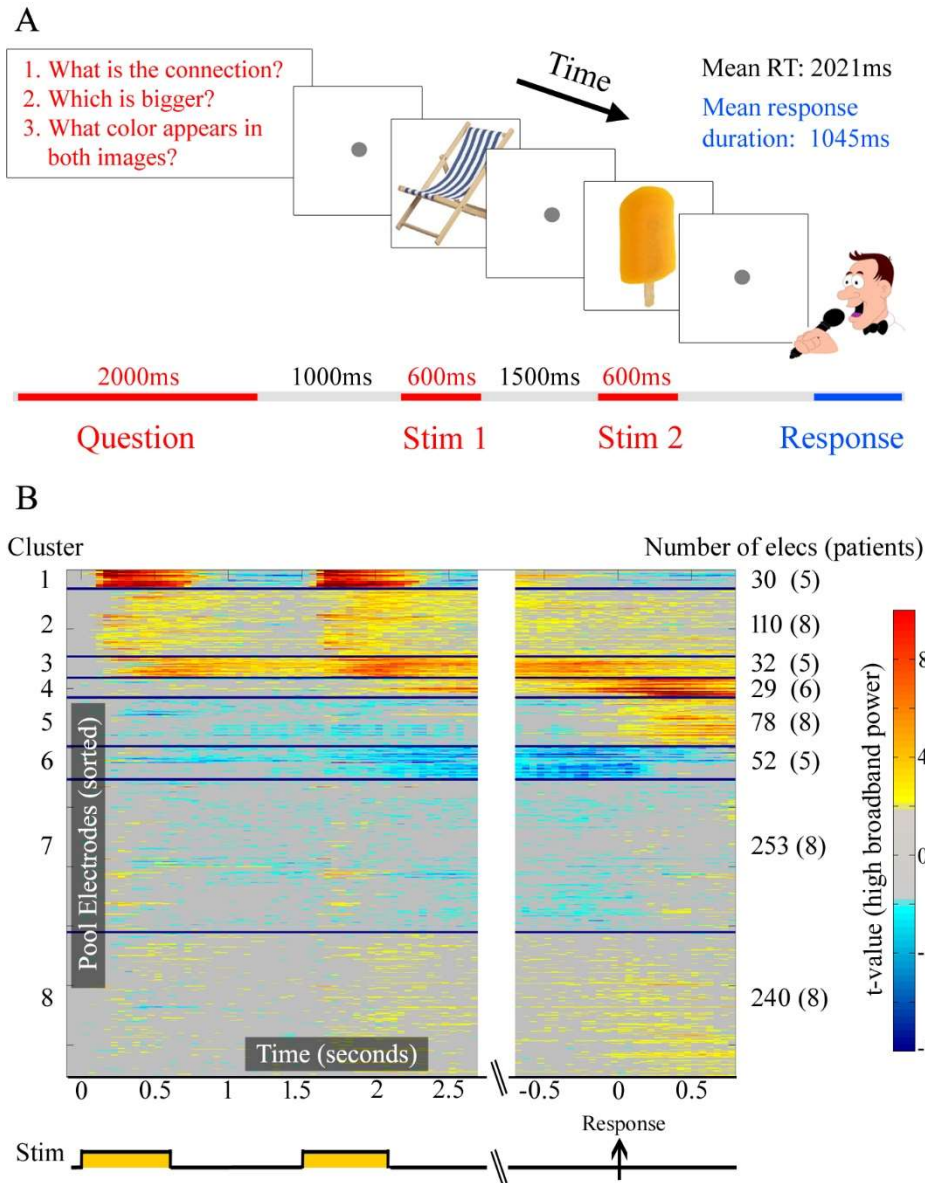 A
1. What is the connection?
2. Which is bigger?
3. What color appears in
both images?
Time
Mean RT: 2021ms
Mean response
duration: 1045ms
2000ms 1000ms 600ms 1500ms 600ms
Question Stim 1 Stim 2 Response
B
Cluster Number of elecs (patients)
1 30 (5)
2 110 (8)
3 32 (5)
4 29 (6)
5 78 (8)
6 52 (5)
7 253 (8)
8 240 (8)
Pool Electrodes (sorted)
Time (seconds)
0 0.5 1 1.5 2 2.5 -0.5 0 0.5
8
4
0
-
-
t-value (high broadband power)
Response
Stim